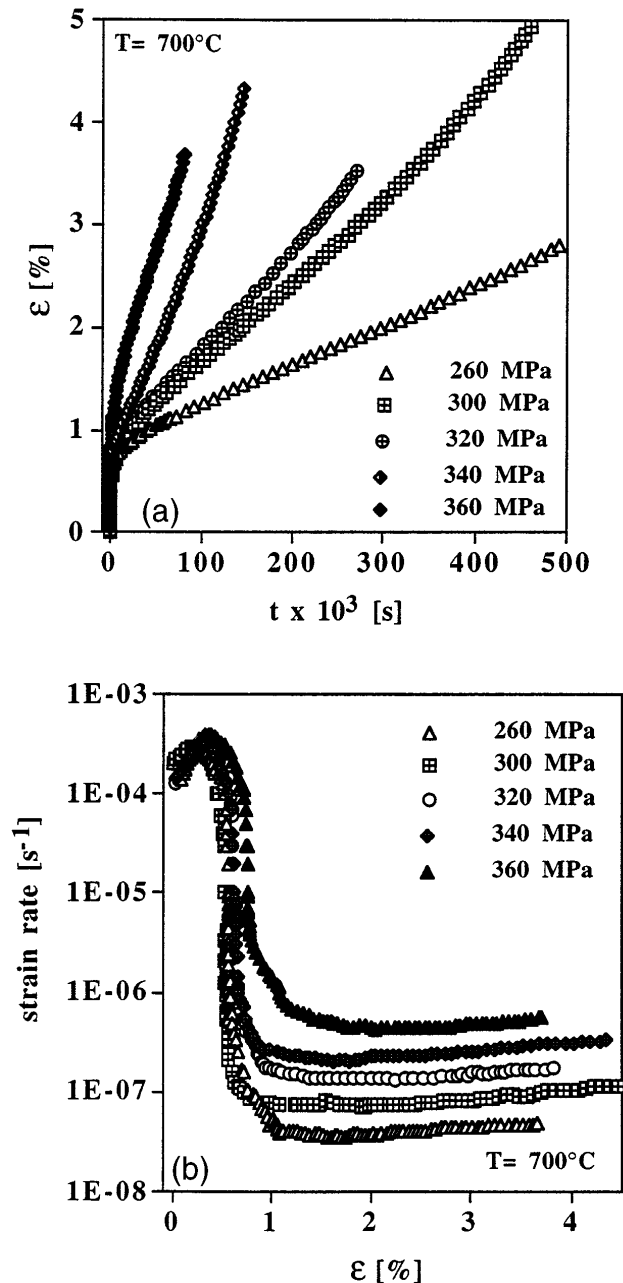 5
T= 700°C
4
3
ε [%]
2
260 MPa
300 MPa
1
320 MPa
340 MPa
(a)
360 MPa
0
0 100 200 300 400 500
t x 10³ [s]
1E-03
260 MPa
300 MPa
1E-04
320 MPa
340 MPa
360 MPa
1E-05
strain rate [s⁻¹]
1E-06
1E-07
(b)
T= 700°C
1E-08
0 1 2 3 4
ε [%]